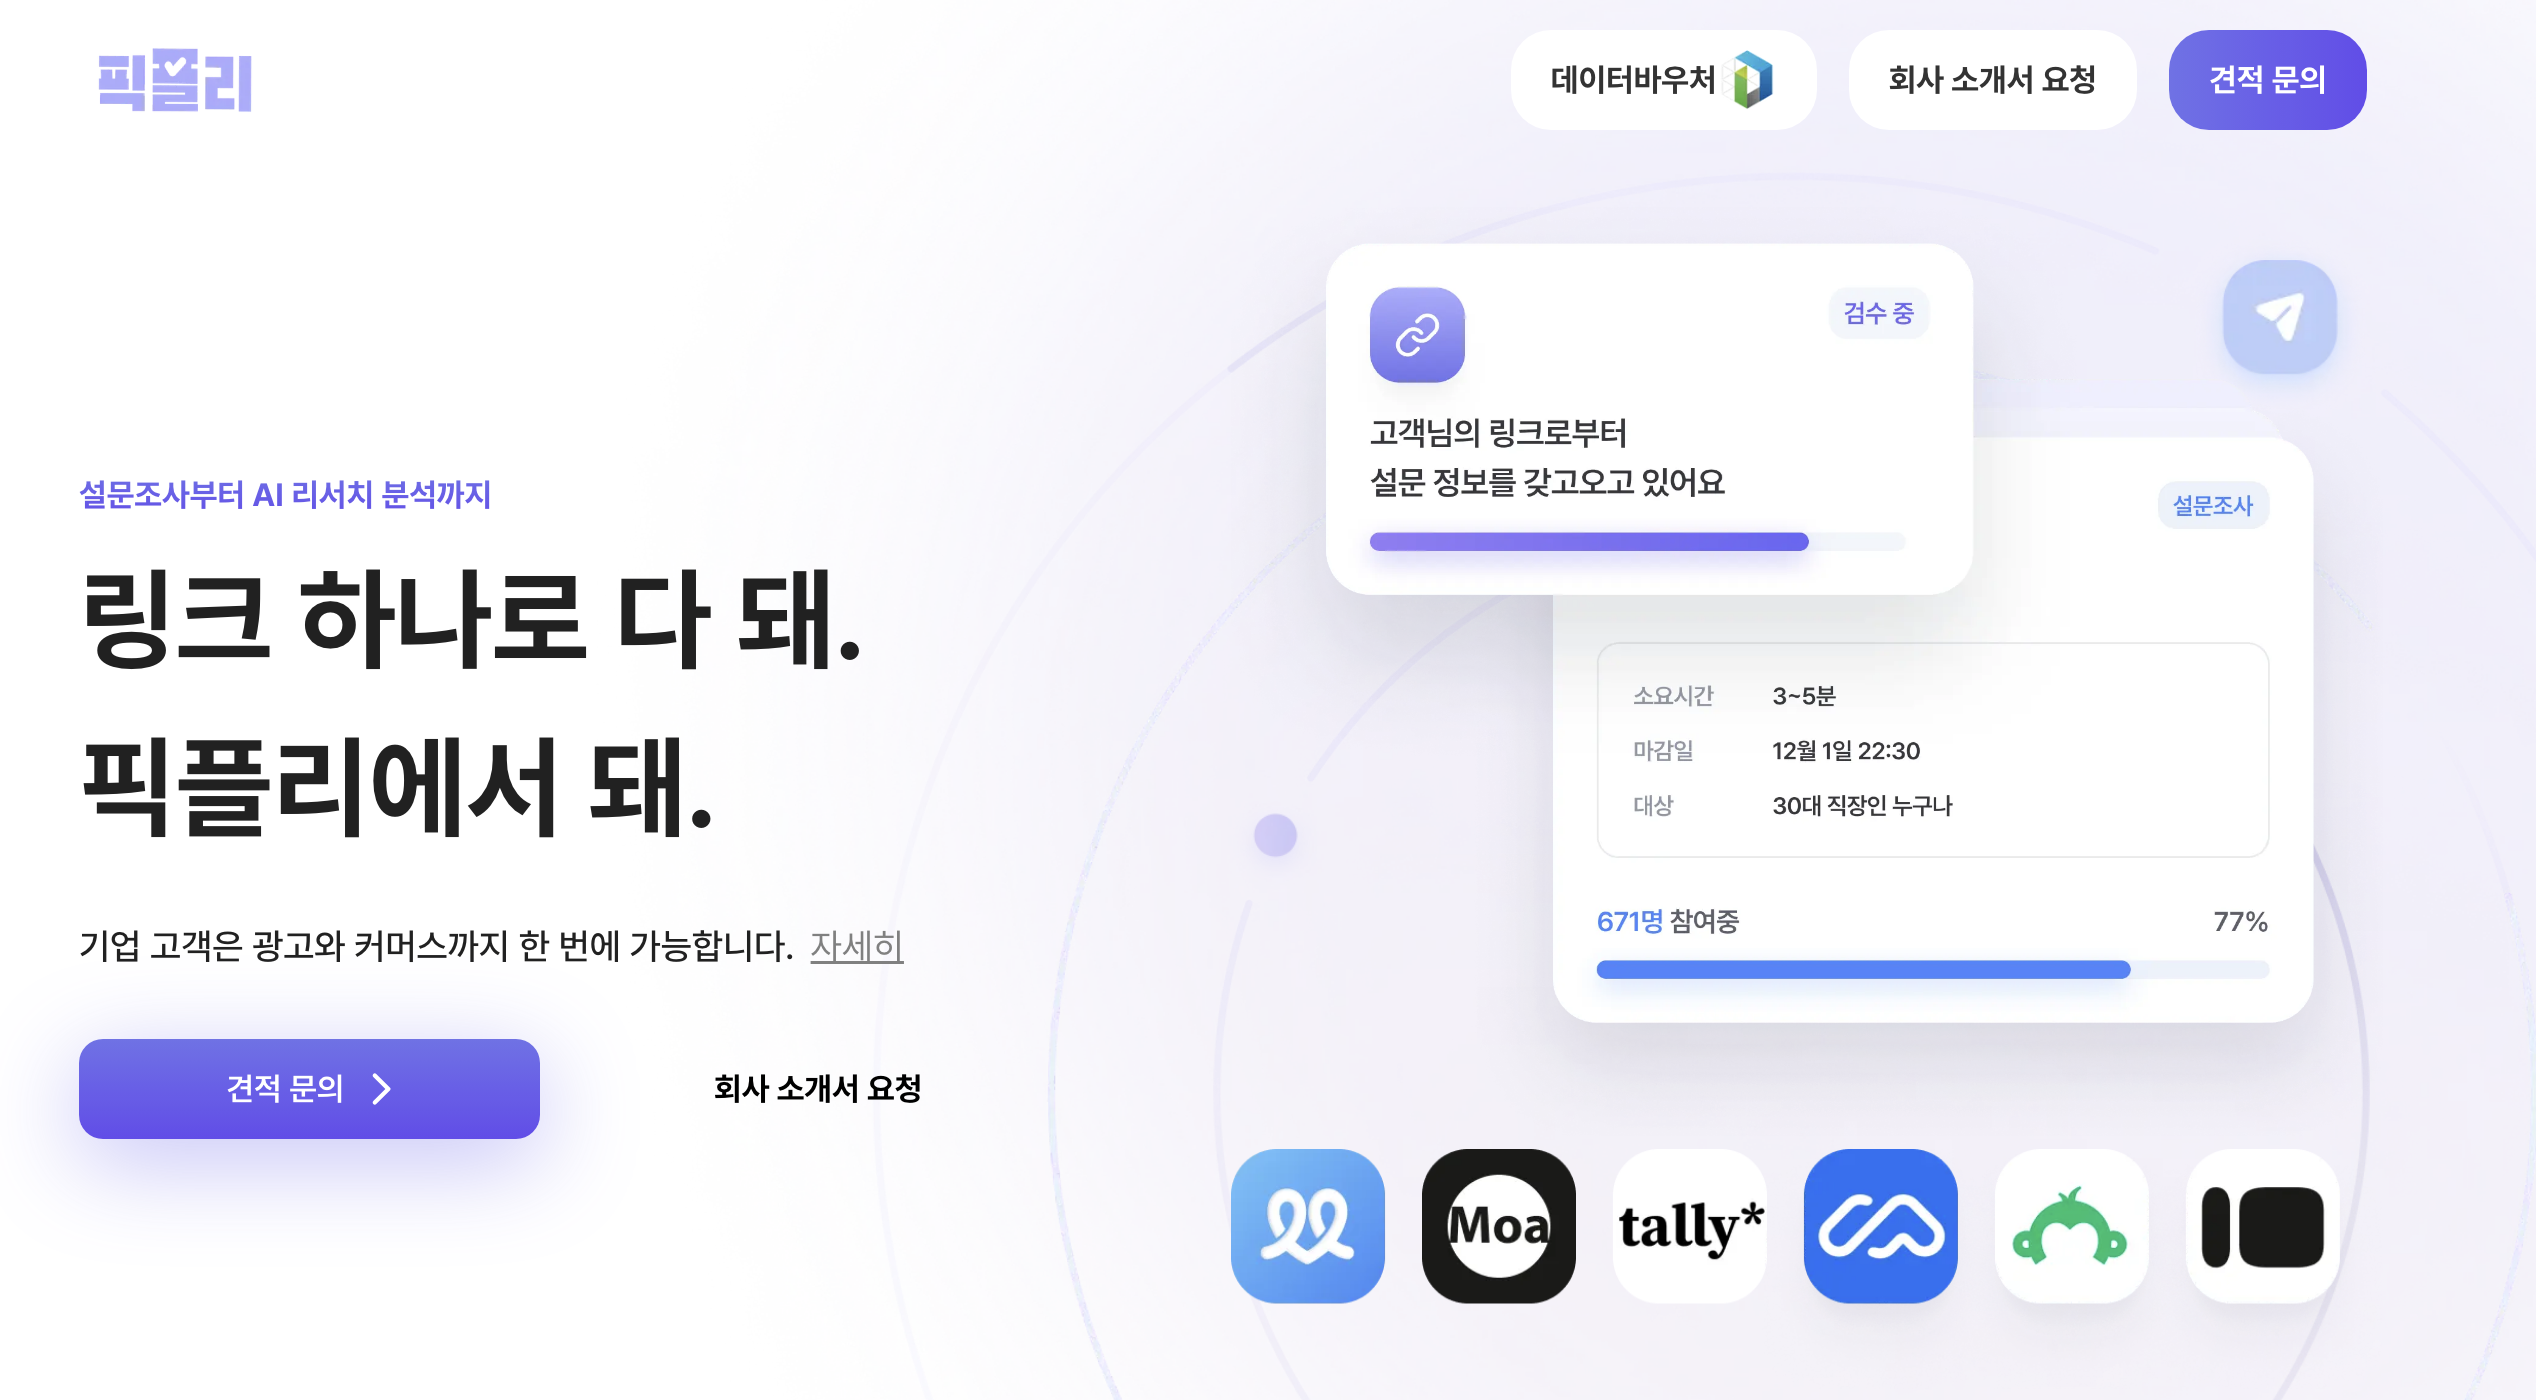 픽플리
데이터바우처
회사 소개서 요청
견적 문의
설문조사부터 AI 리서치 분석까지
링크 하나로 다 돼.
픽플리에서 돼.
기업 고객은 광고와 커머스까지 한 번에 가능합니다. 자세히
견적 문의
회사 소개서 요청
검수 중
고객님의 링크로부터
설문 정보를 갖고오고 있어요
설문조사
소요시간 3~5분
마감일 12월 1일 22:30
대상 30대 직장인 누구나
671명 참여중 77%
Moa
tally*